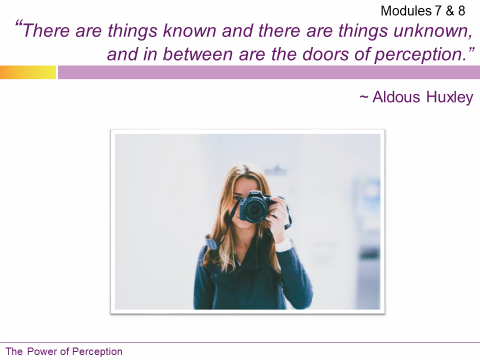 Modules 7 & 8
“There are things known and there are things unknown,
and in between are the doors of perception.”
~ Aldous Huxley
The Power of Perception